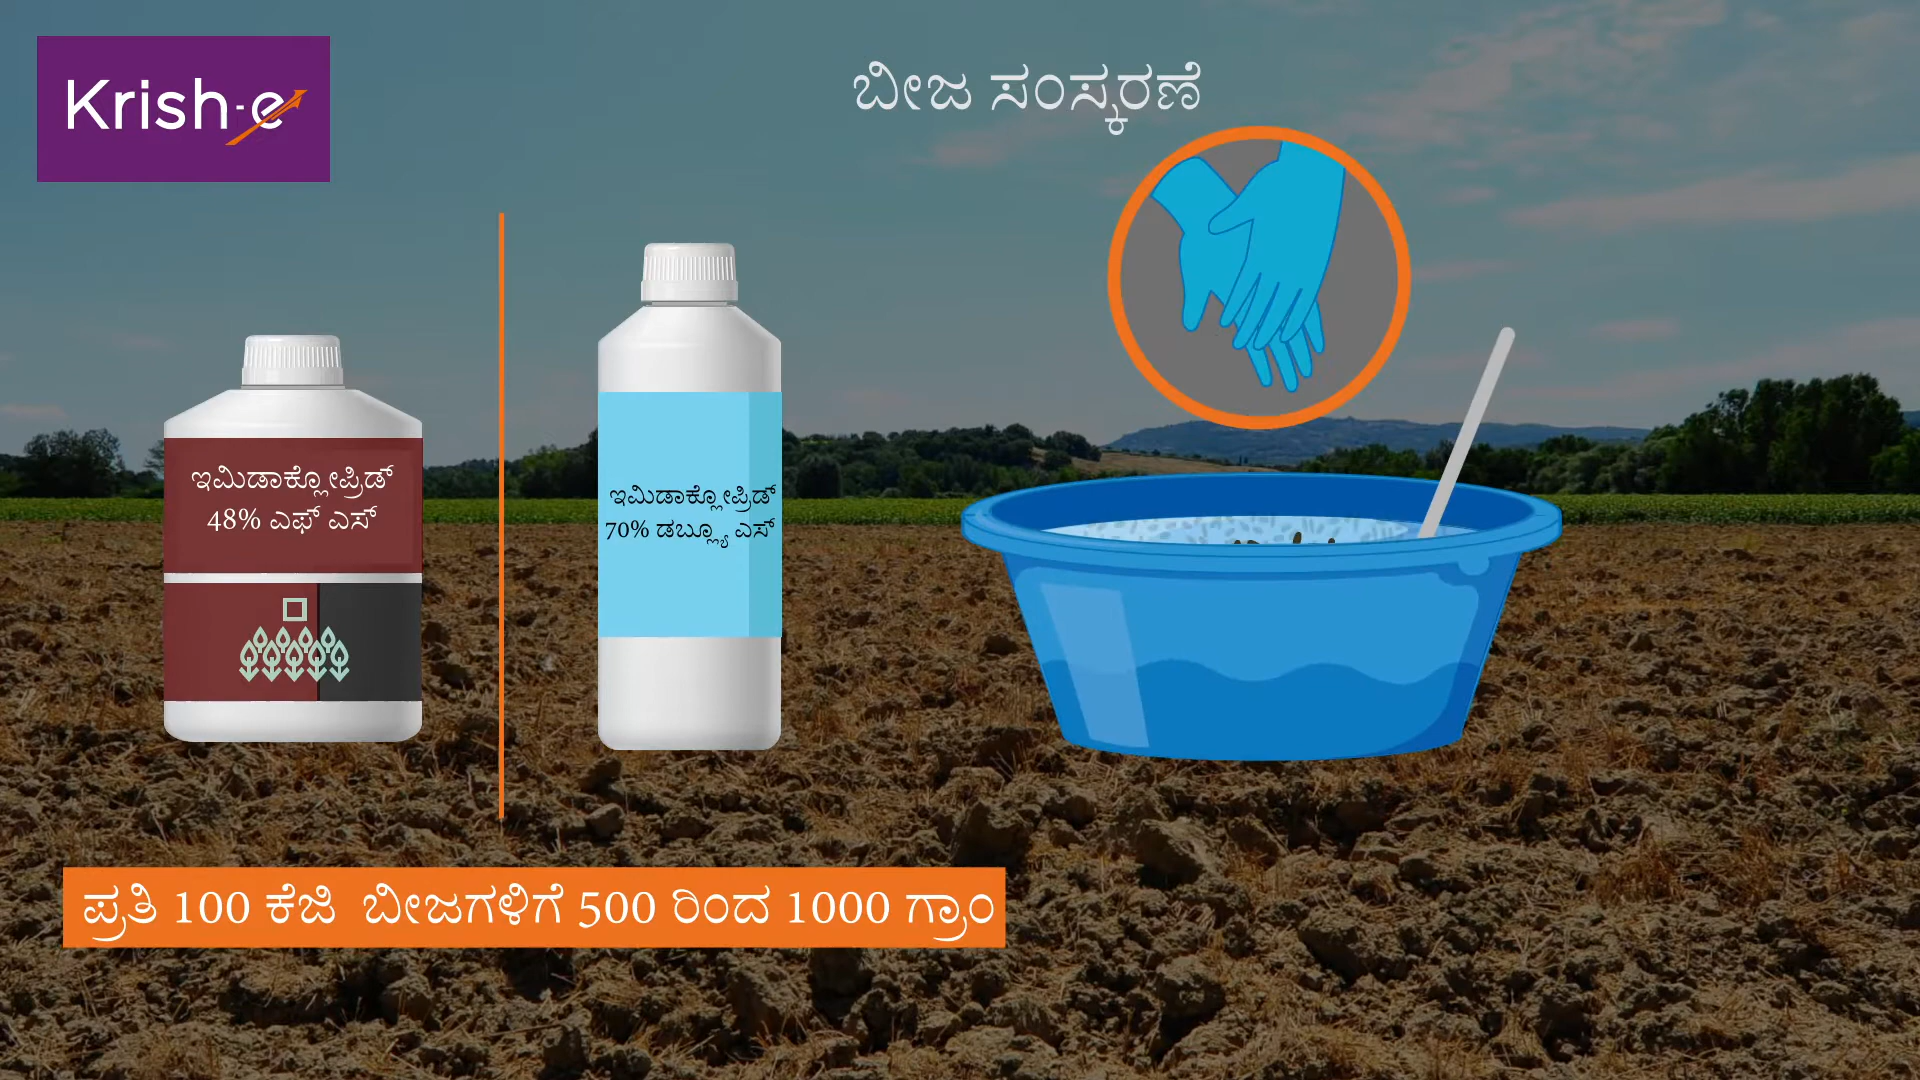 Krish-e
ಬೀಜ ಸಂಸ್ಕರಣೆ
ಇಮಿಡಾಕ್ಲೋಪ್ರಿಡ್
48% ಎಫ್ ಎಸ್
ಇಮಿಡಾಕ್ಲೋಪ್ರಿಡ್
70% ಡಬ್ಲ್ಯೂ ಎಸ್
ಪ್ರತಿ 100 ಕೆಜಿ ಬೀಜಗಳಿಗೆ 500 ರಿಂದ 1000 ಗ್ರಾಂ